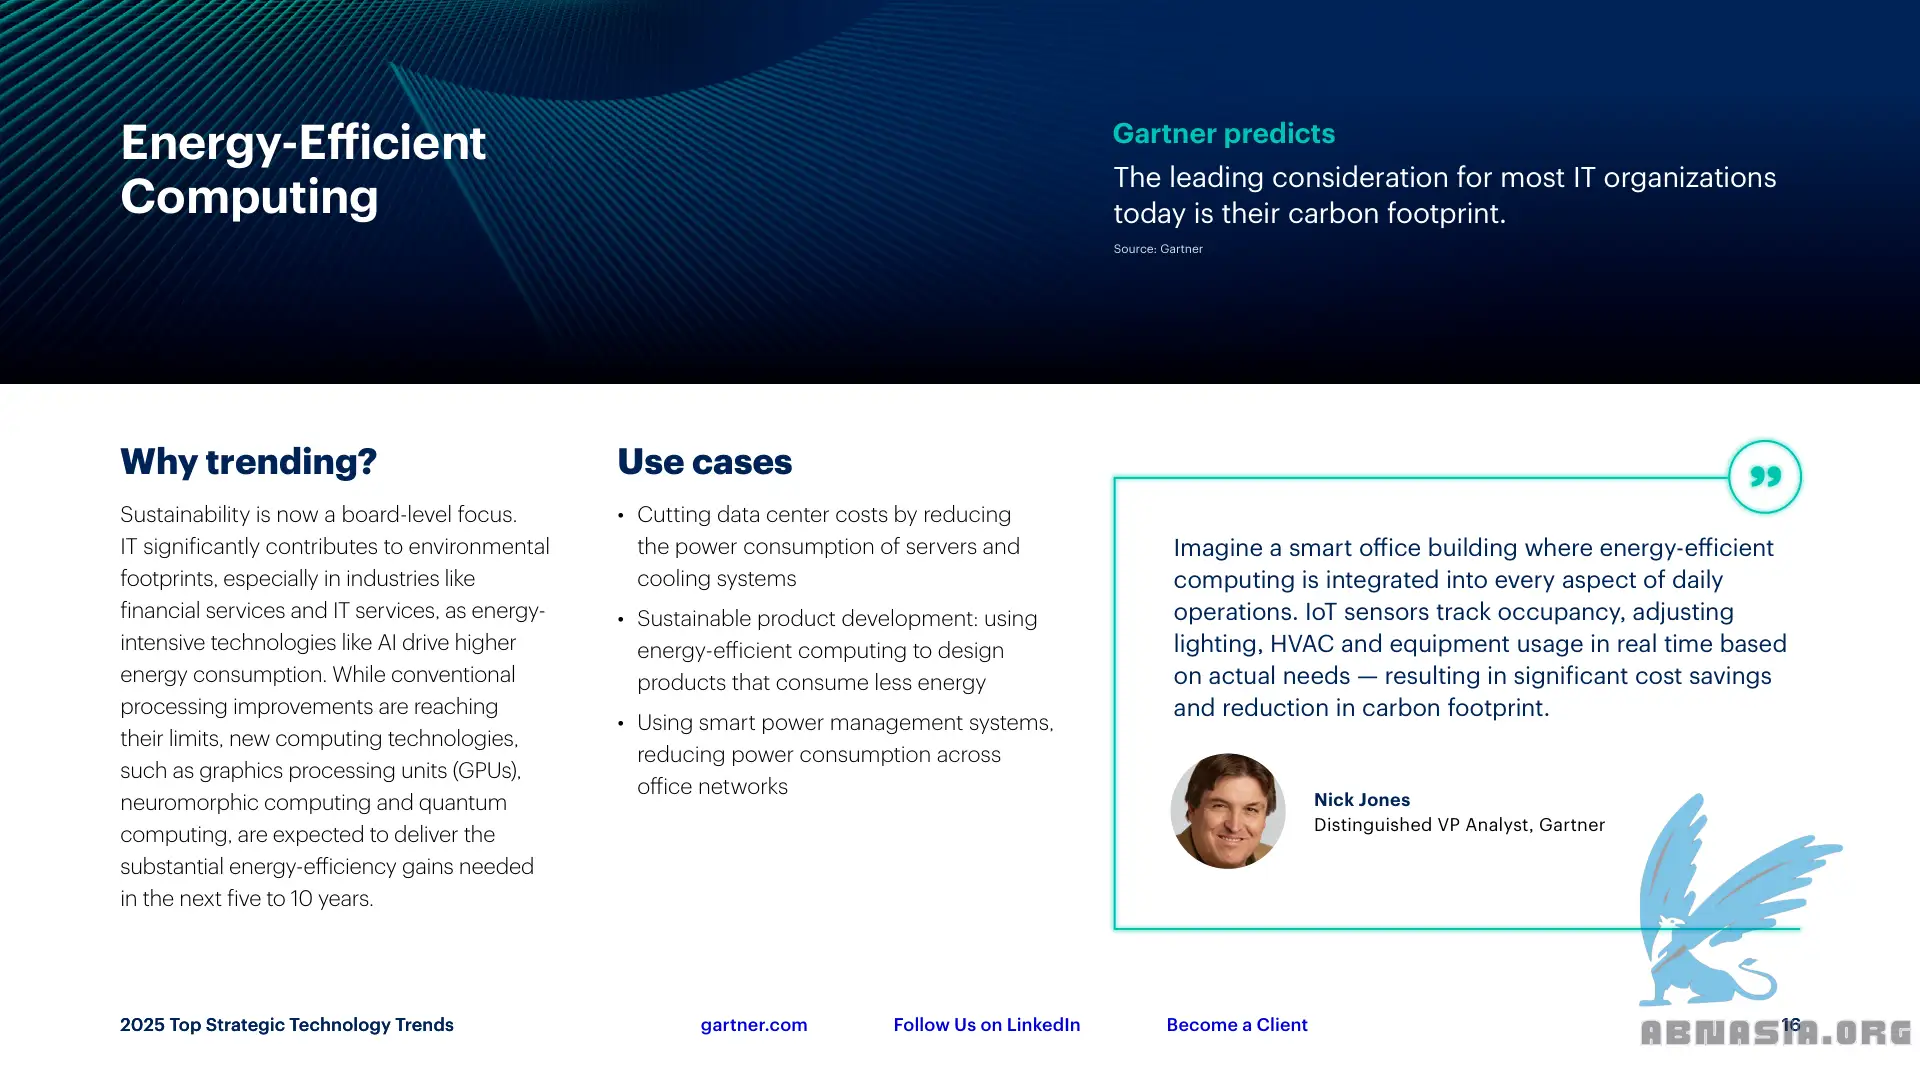 Energy-Efficient
Computing
Gartner predicts
The leading consideration for most IT organizations
today is their carbon footprint.
Source: Gartner
Why trending?
Sustainability is now a board-level focus.
IT significantly contributes to environmental
footprints, especially in industries like
financial services and IT services, as energy-
intensive technologies like AI drive higher
energy consumption. While conventional
processing improvements are reaching
their limits, new computing technologies,
such as graphics processing units (GPUs),
neuromorphic computing and quantum
computing, are expected to deliver the
substantial energy-efficiency gains needed
in the next five to 10 years.
Use cases
• Cutting data center costs by reducing
the power consumption of servers and
cooling systems
• Sustainable product development: using
energy-efficient computing to design
products that consume less energy
• Using smart power management systems,
reducing power consumption across
office networks
”
Imagine a smart office building where energy-efficient
computing is integrated into every aspect of daily
operations. IoT sensors track occupancy, adjusting
lighting, HVAC and equipment usage in real time based
on actual needs — resulting in significant cost savings
and reduction in carbon footprint.
Nick Jones
Distinguished VP Analyst, Gartner
2025 Top Strategic Technology Trends
gartner.com
Follow Us on LinkedIn
Become a Client
16
ABNASIA.ORG